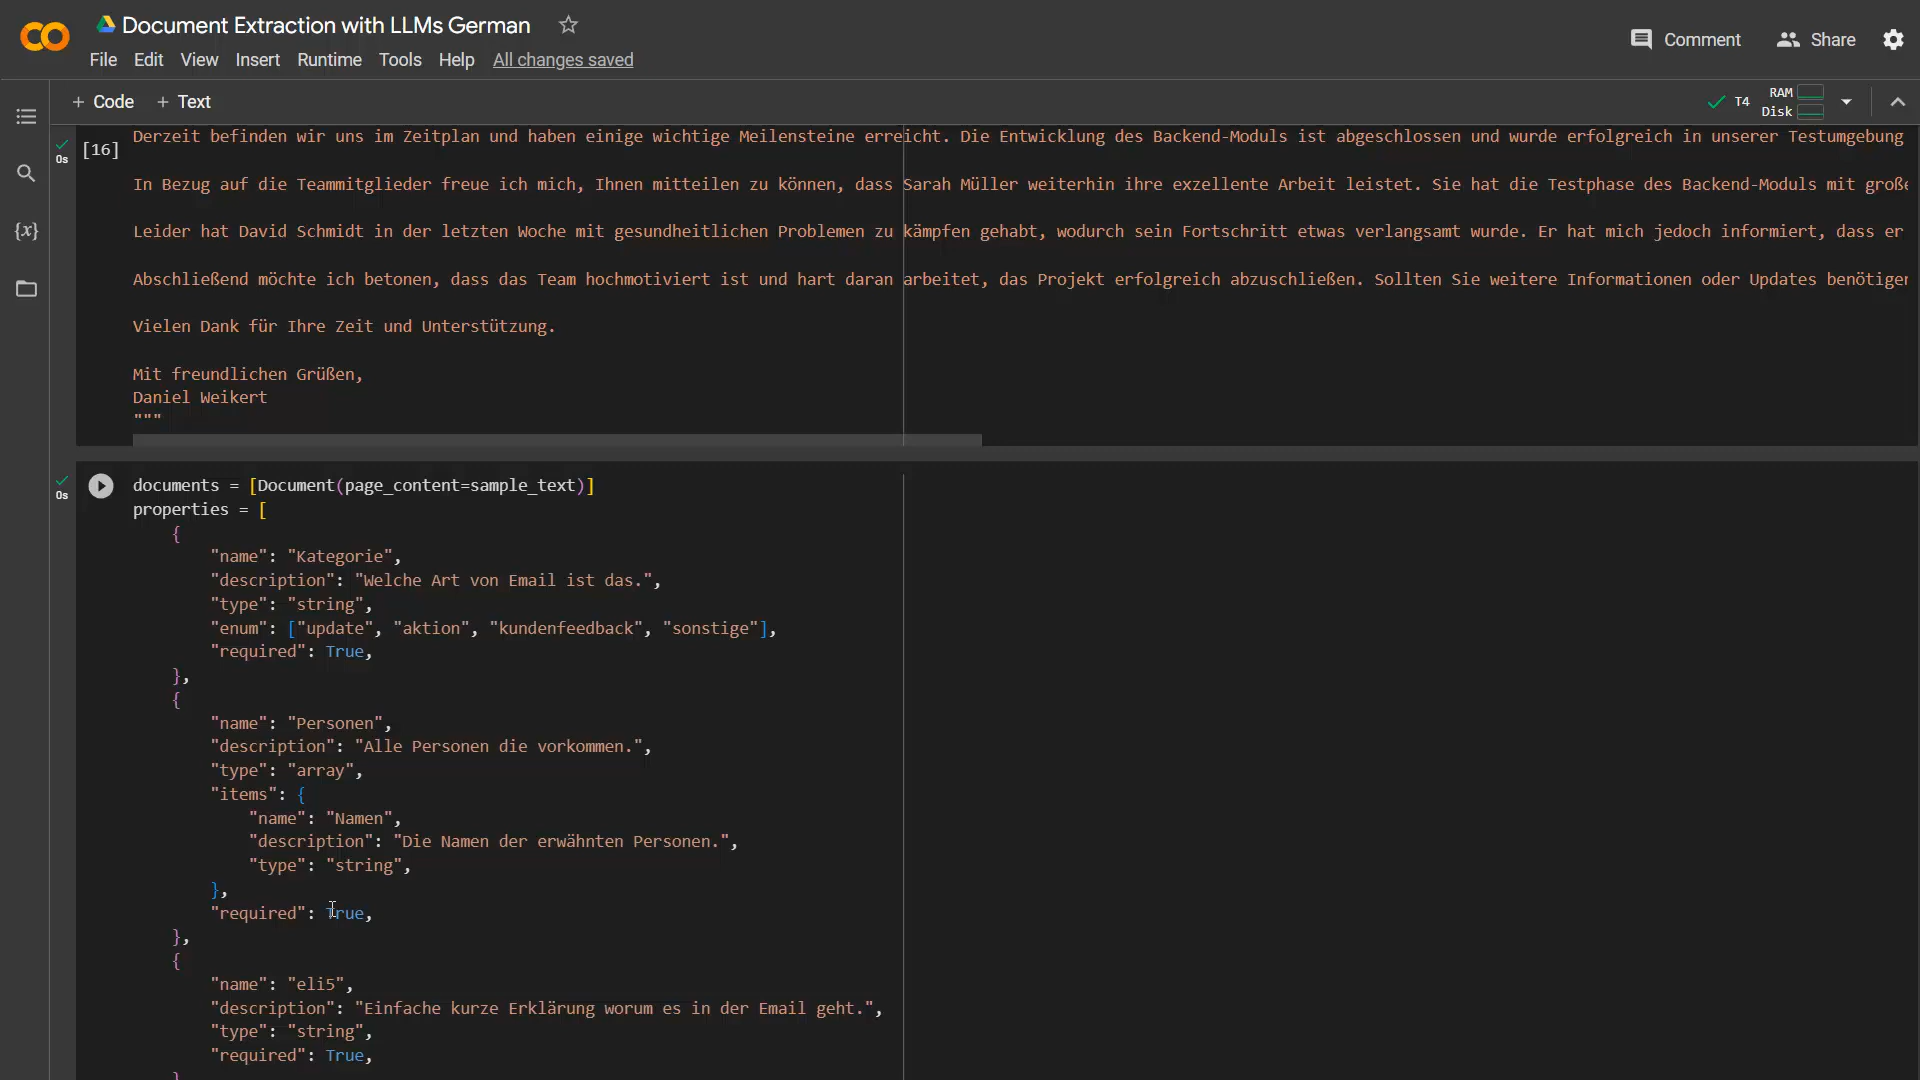 Document Extraction with LLMs German
File Edit View Insert Runtime Tools Help All changes saved
Comment
Share
+ Code + Text
T4
RAM
Disk
0s
[16]
Derzeit befinden wir uns im Zeitplan und haben einige wichtige Meilensteine erreicht. Die Entwicklung des Backend-Moduls ist abgeschlossen und wurde erfolgreich in unserer Testumgebung
In Bezug auf die Teammitglieder freue ich mich, Ihnen mitteilen zu können, dass Sarah Müller weiterhin ihre exzellente Arbeit leistet. Sie hat die Testphase des Backend-Moduls mit große
Leider hat David Schmidt in der letzten Woche mit gesundheitlichen Problemen zu kämpfen gehabt, wodurch sein Fortschritt etwas verlangsamt wurde. Er hat mich jedoch informiert, dass er
Abschließend möchte ich betonen, dass das Team hochmotiviert ist und hart daran arbeitet, das Projekt erfolgreich abzuschließen. Sollten Sie weitere Informationen oder Updates benötigen
Vielen Dank für Ihre Zeit und Unterstützung.
Mit freundlichen Grüßen,
Daniel Weikert
"""
0s
documents = [Document(page_content=sample_text)]
properties = [
{
"name": "Kategorie",
"description": "Welche Art von Email ist das.",
"type": "string",
"enum": ["update", "aktion", "kundenfeedback", "sonstige"],
"required": True,
},
{
"name": "Personen",
"description": "Alle Personen die vorkommen.",
"type": "array",
"items": {
"name": "Namen",
"description": "Die Namen der erwähnten Personen.",
"type": "string",
},
"required": True,
},
{
"name": "eli5",
"description": "Einfache kurze Erklärung worum es in der Email geht.",
"type": "string",
"required": True,
}